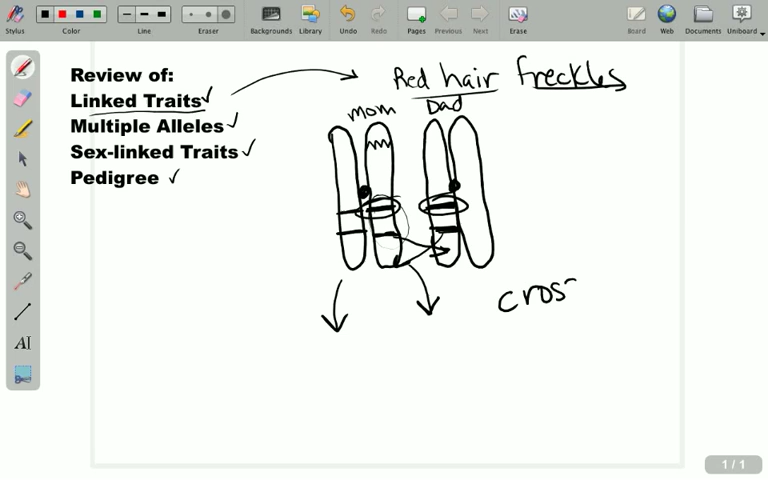 Stylus
Color
Line
Eraser
Backgrounds
Library
Undo
Redo
Pages
Previous
Next
Erase
Board
Web
Documents
Uniboard
Review of:
Linked Traits
Multiple Alleles
Sex-linked Traits
Pedigree
Red hair freckles
mom Dad
cros
AI
1 / 1